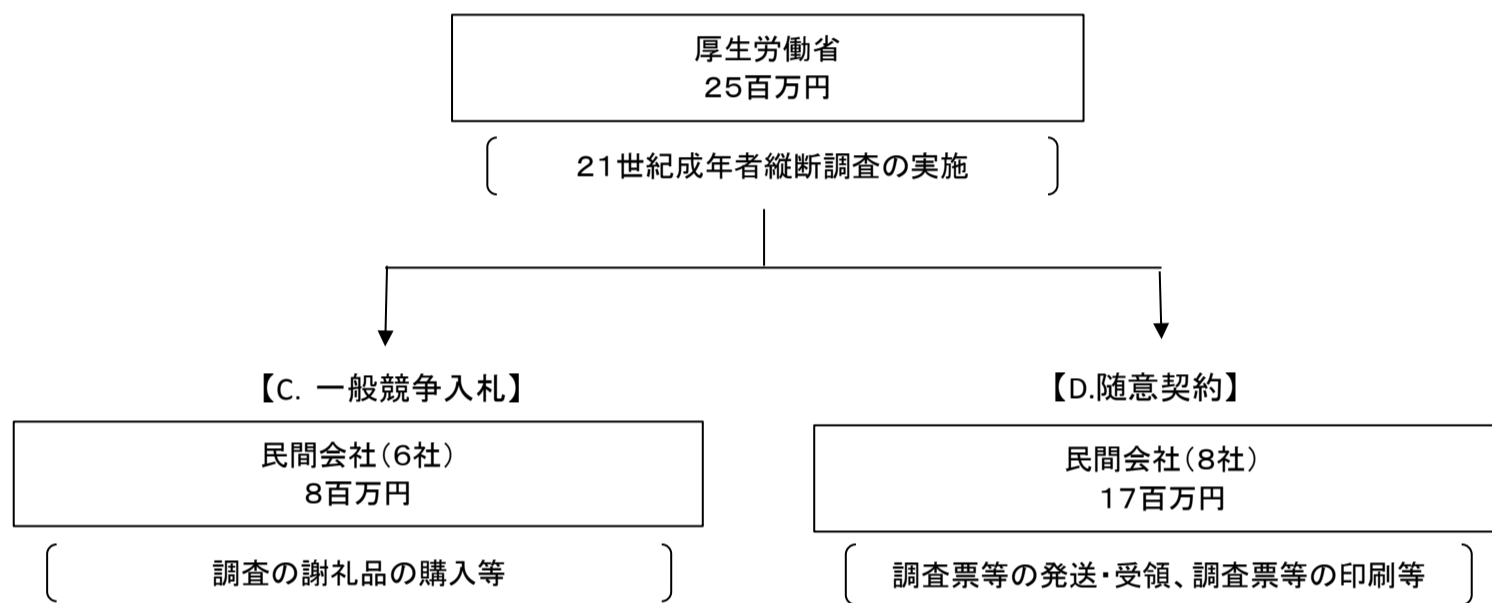 厚生労働省
25百万円
21世紀成年者縦断調査の実施
【C. 一般競争入札】
民間会社(6社)
8百万円
調査の謝礼品の購入等
【D.随意契約】
民間会社(8社)
17百万円
調査票等の発送・受領、調査票等の印刷等